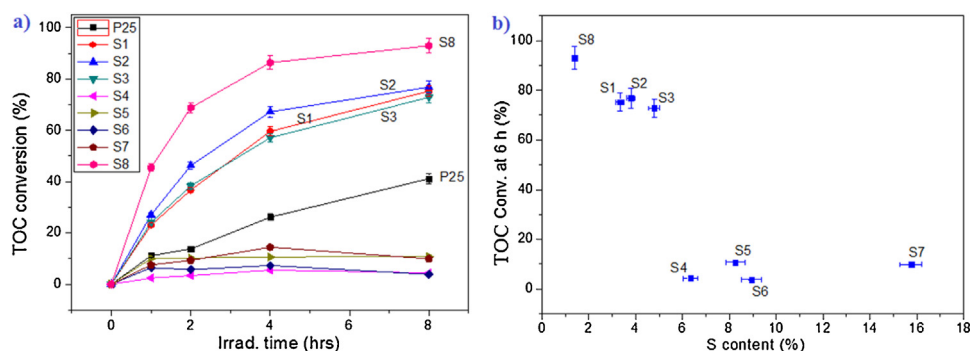 a)
TOC conversion (%)
100
80
60
40
20
0
P25
S1
S2
S3
S4
S5
S6
S7
S8
S8
S2
S1
S3
P25
0
2
4
6
8
Irrad. time (hrs)
b)
TOC Conv. at 6 h (%)
100
80
60
40
20
0
S8
S1
S2
S3
S4
S5
S6
S7
0
2
4
6
8
10
12
14
16
18
S content (%)